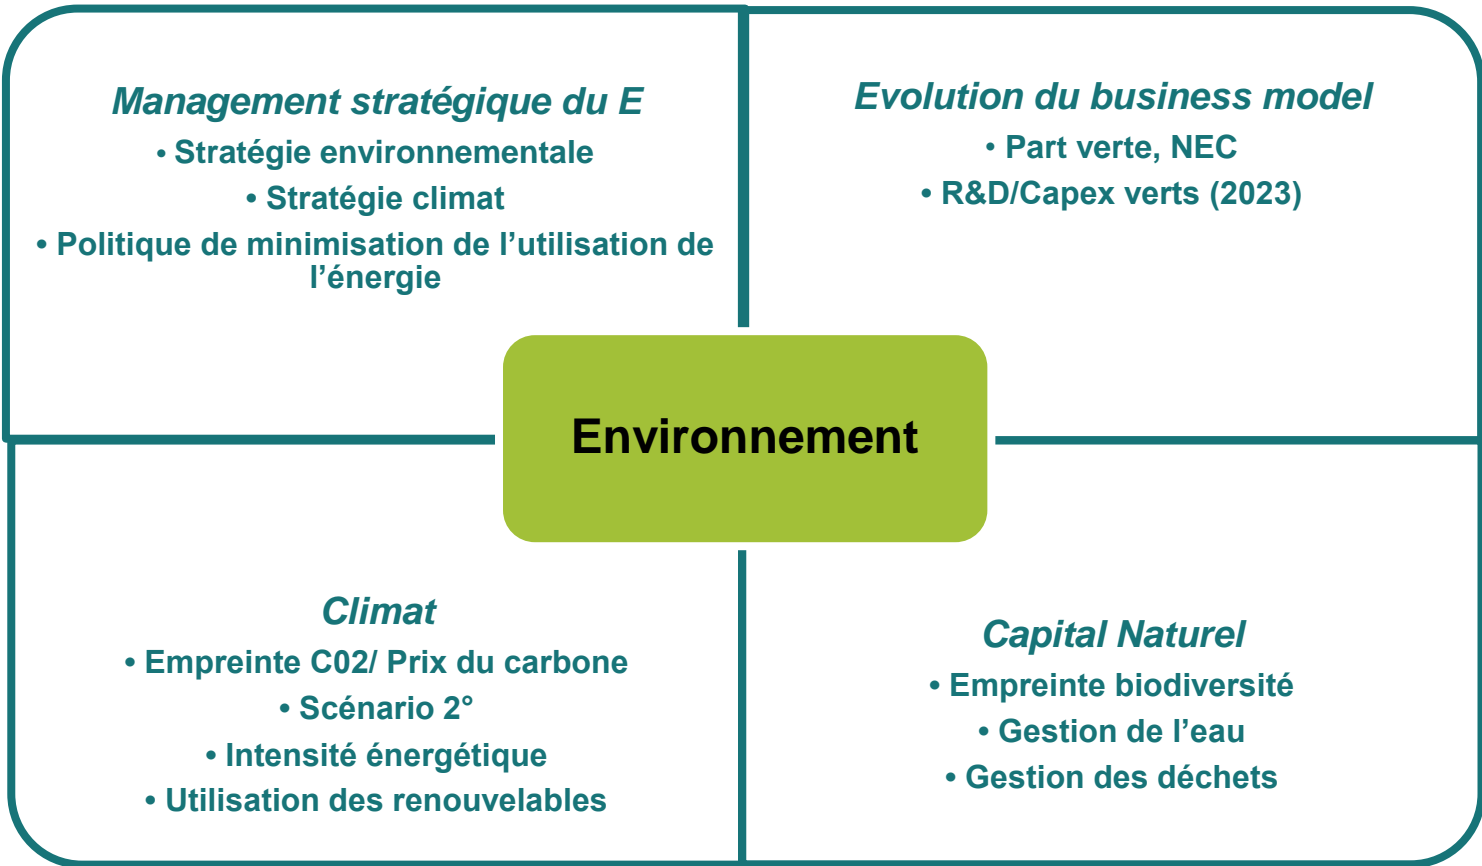 Management stratégique du E
• Stratégie environnementale
• Stratégie climat
• Politique de minimisation de l’utilisation de
l’énergie
Evolution du business model
• Part verte, NEC
• R&D/Capex verts (2023)
Environnement
Climat
• Empreinte C02/ Prix du carbone
• Scénario 2°
• Intensité énergétique
• Utilisation des renouvelables
Capital Naturel
• Empreinte biodiversité
• Gestion de l’eau
• Gestion des déchets